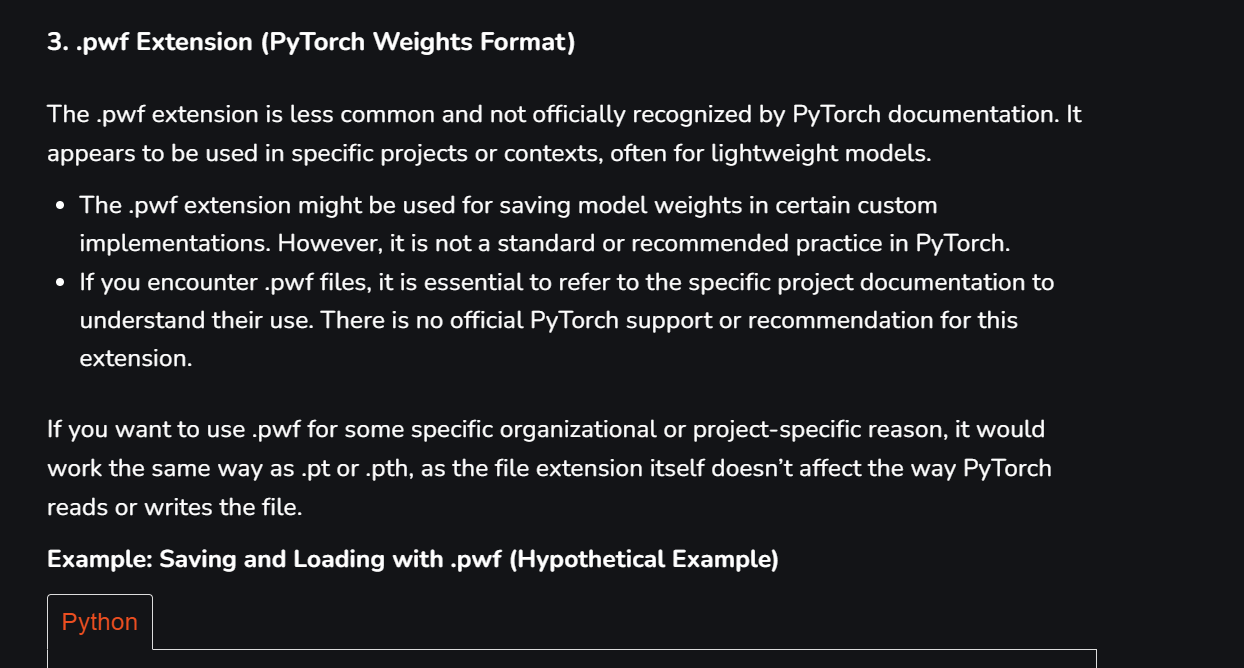 3. .pwf Extension (PyTorch Weights Format)
The .pwf extension is less common and not officially recognized by PyTorch documentation. It
appears to be used in specific projects or contexts, often for lightweight models.
• The .pwf extension might be used for saving model weights in certain custom
implementations. However, it is not a standard or recommended practice in PyTorch.
• If you encounter .pwf files, it is essential to refer to the specific project documentation to
understand their use. There is no official PyTorch support or recommendation for this
extension.
If you want to use .pwf for some specific organizational or project-specific reason, it would
work the same way as .pt or .pth, as the file extension itself doesn’t affect the way PyTorch
reads or writes the file.
Example: Saving and Loading with .pwf (Hypothetical Example)
Python